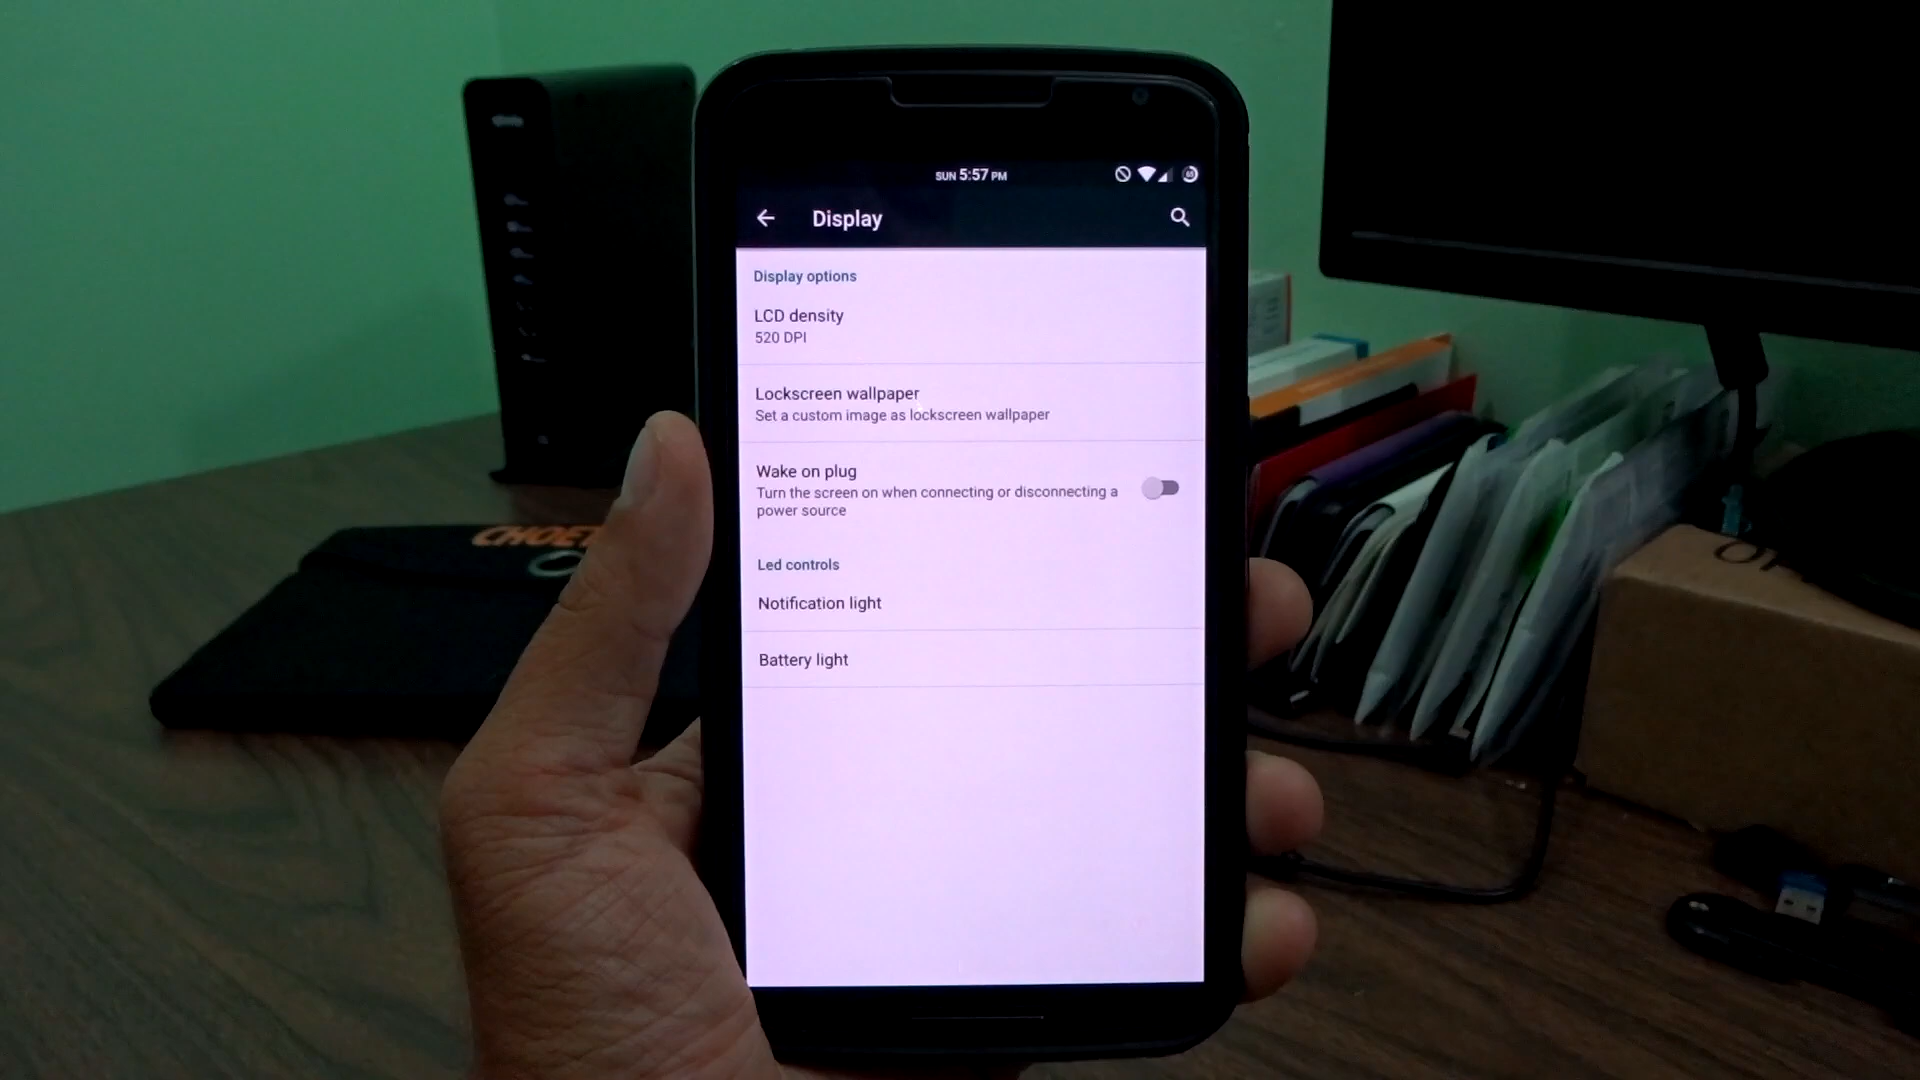 SUN 5:57 PM
Display
Display options
LCD density
520 DPI
Lockscreen wallpaper
Set a custom image as lockscreen wallpaper
Wake on plug
Turn the screen on when connecting or disconnecting a
power source
Led controls
Notification light
Battery light
CHOET